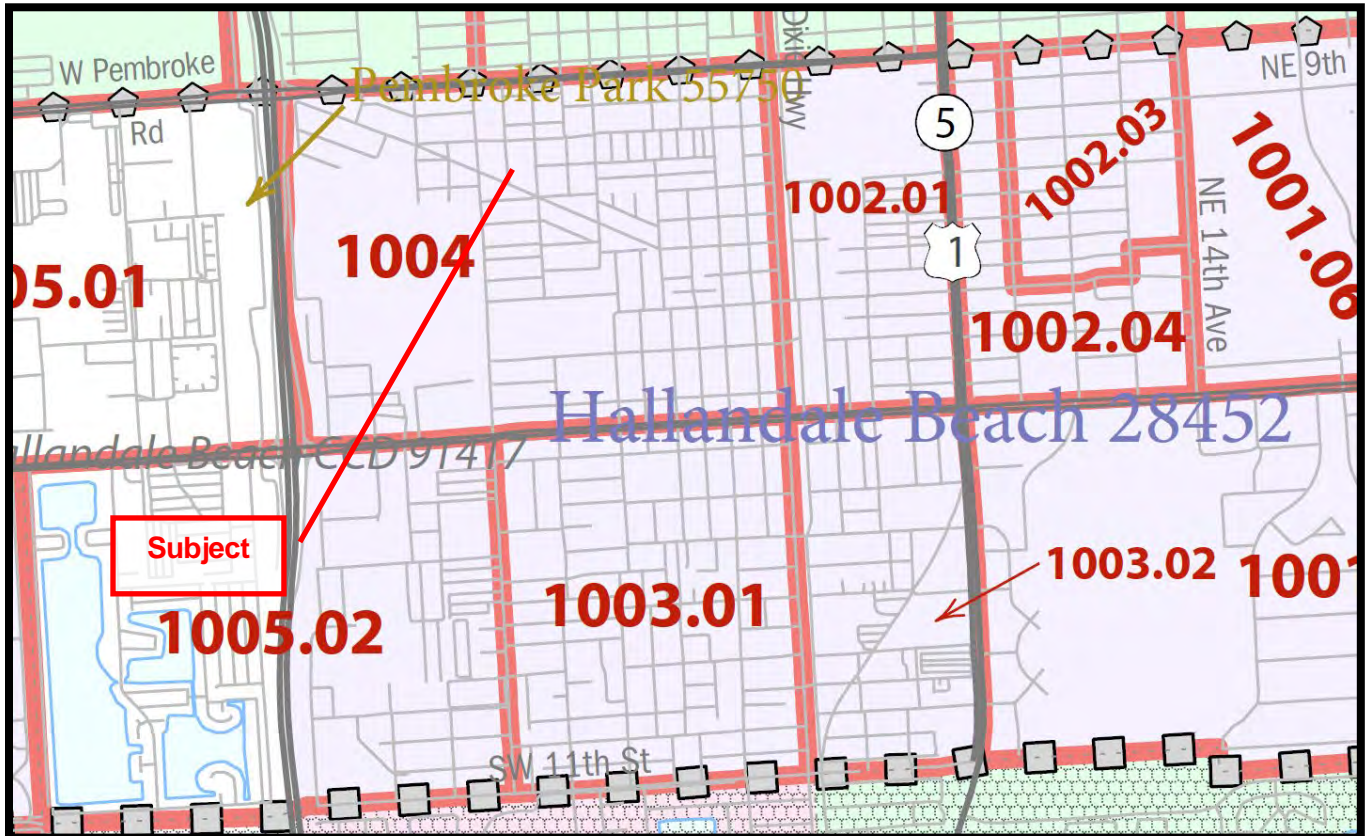 W Pembroke
Rd
Pembroke Park 55750
Dixie Hwy
5
NE 9th
1002.03
1001.06
1002.01
NE 14th Ave
1004
1
05.01
1002.04
Hallandale Beach 28452
allandale Beach CCD 91417
Subject
1003.02
1001
1003.01
1005.02
SW 11th St